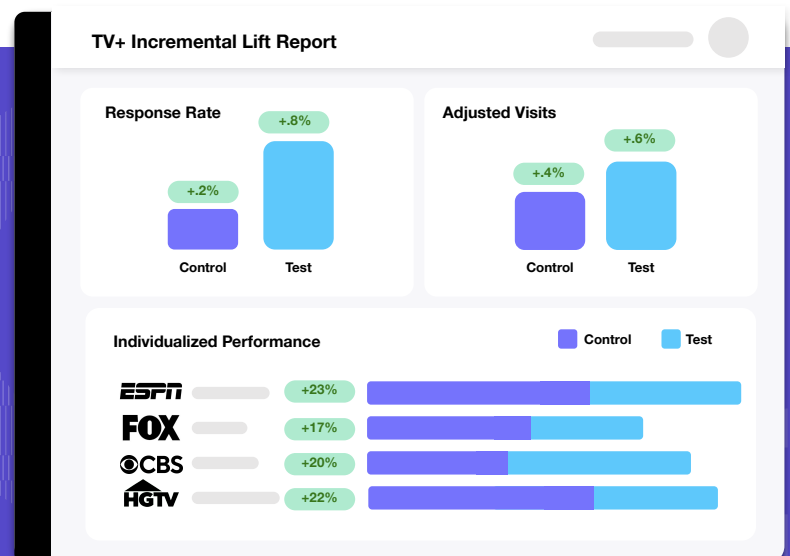 TV+ Incremental Lift Report
Response Rate
+.8%
+.2%
Control
Test
Adjusted Visits
+.6%
+.4%
Control
Test
Individualized Performance
Control
Test
ESPN
+23%
FOX
+17%
CBS
+20%
HGTV
+22%